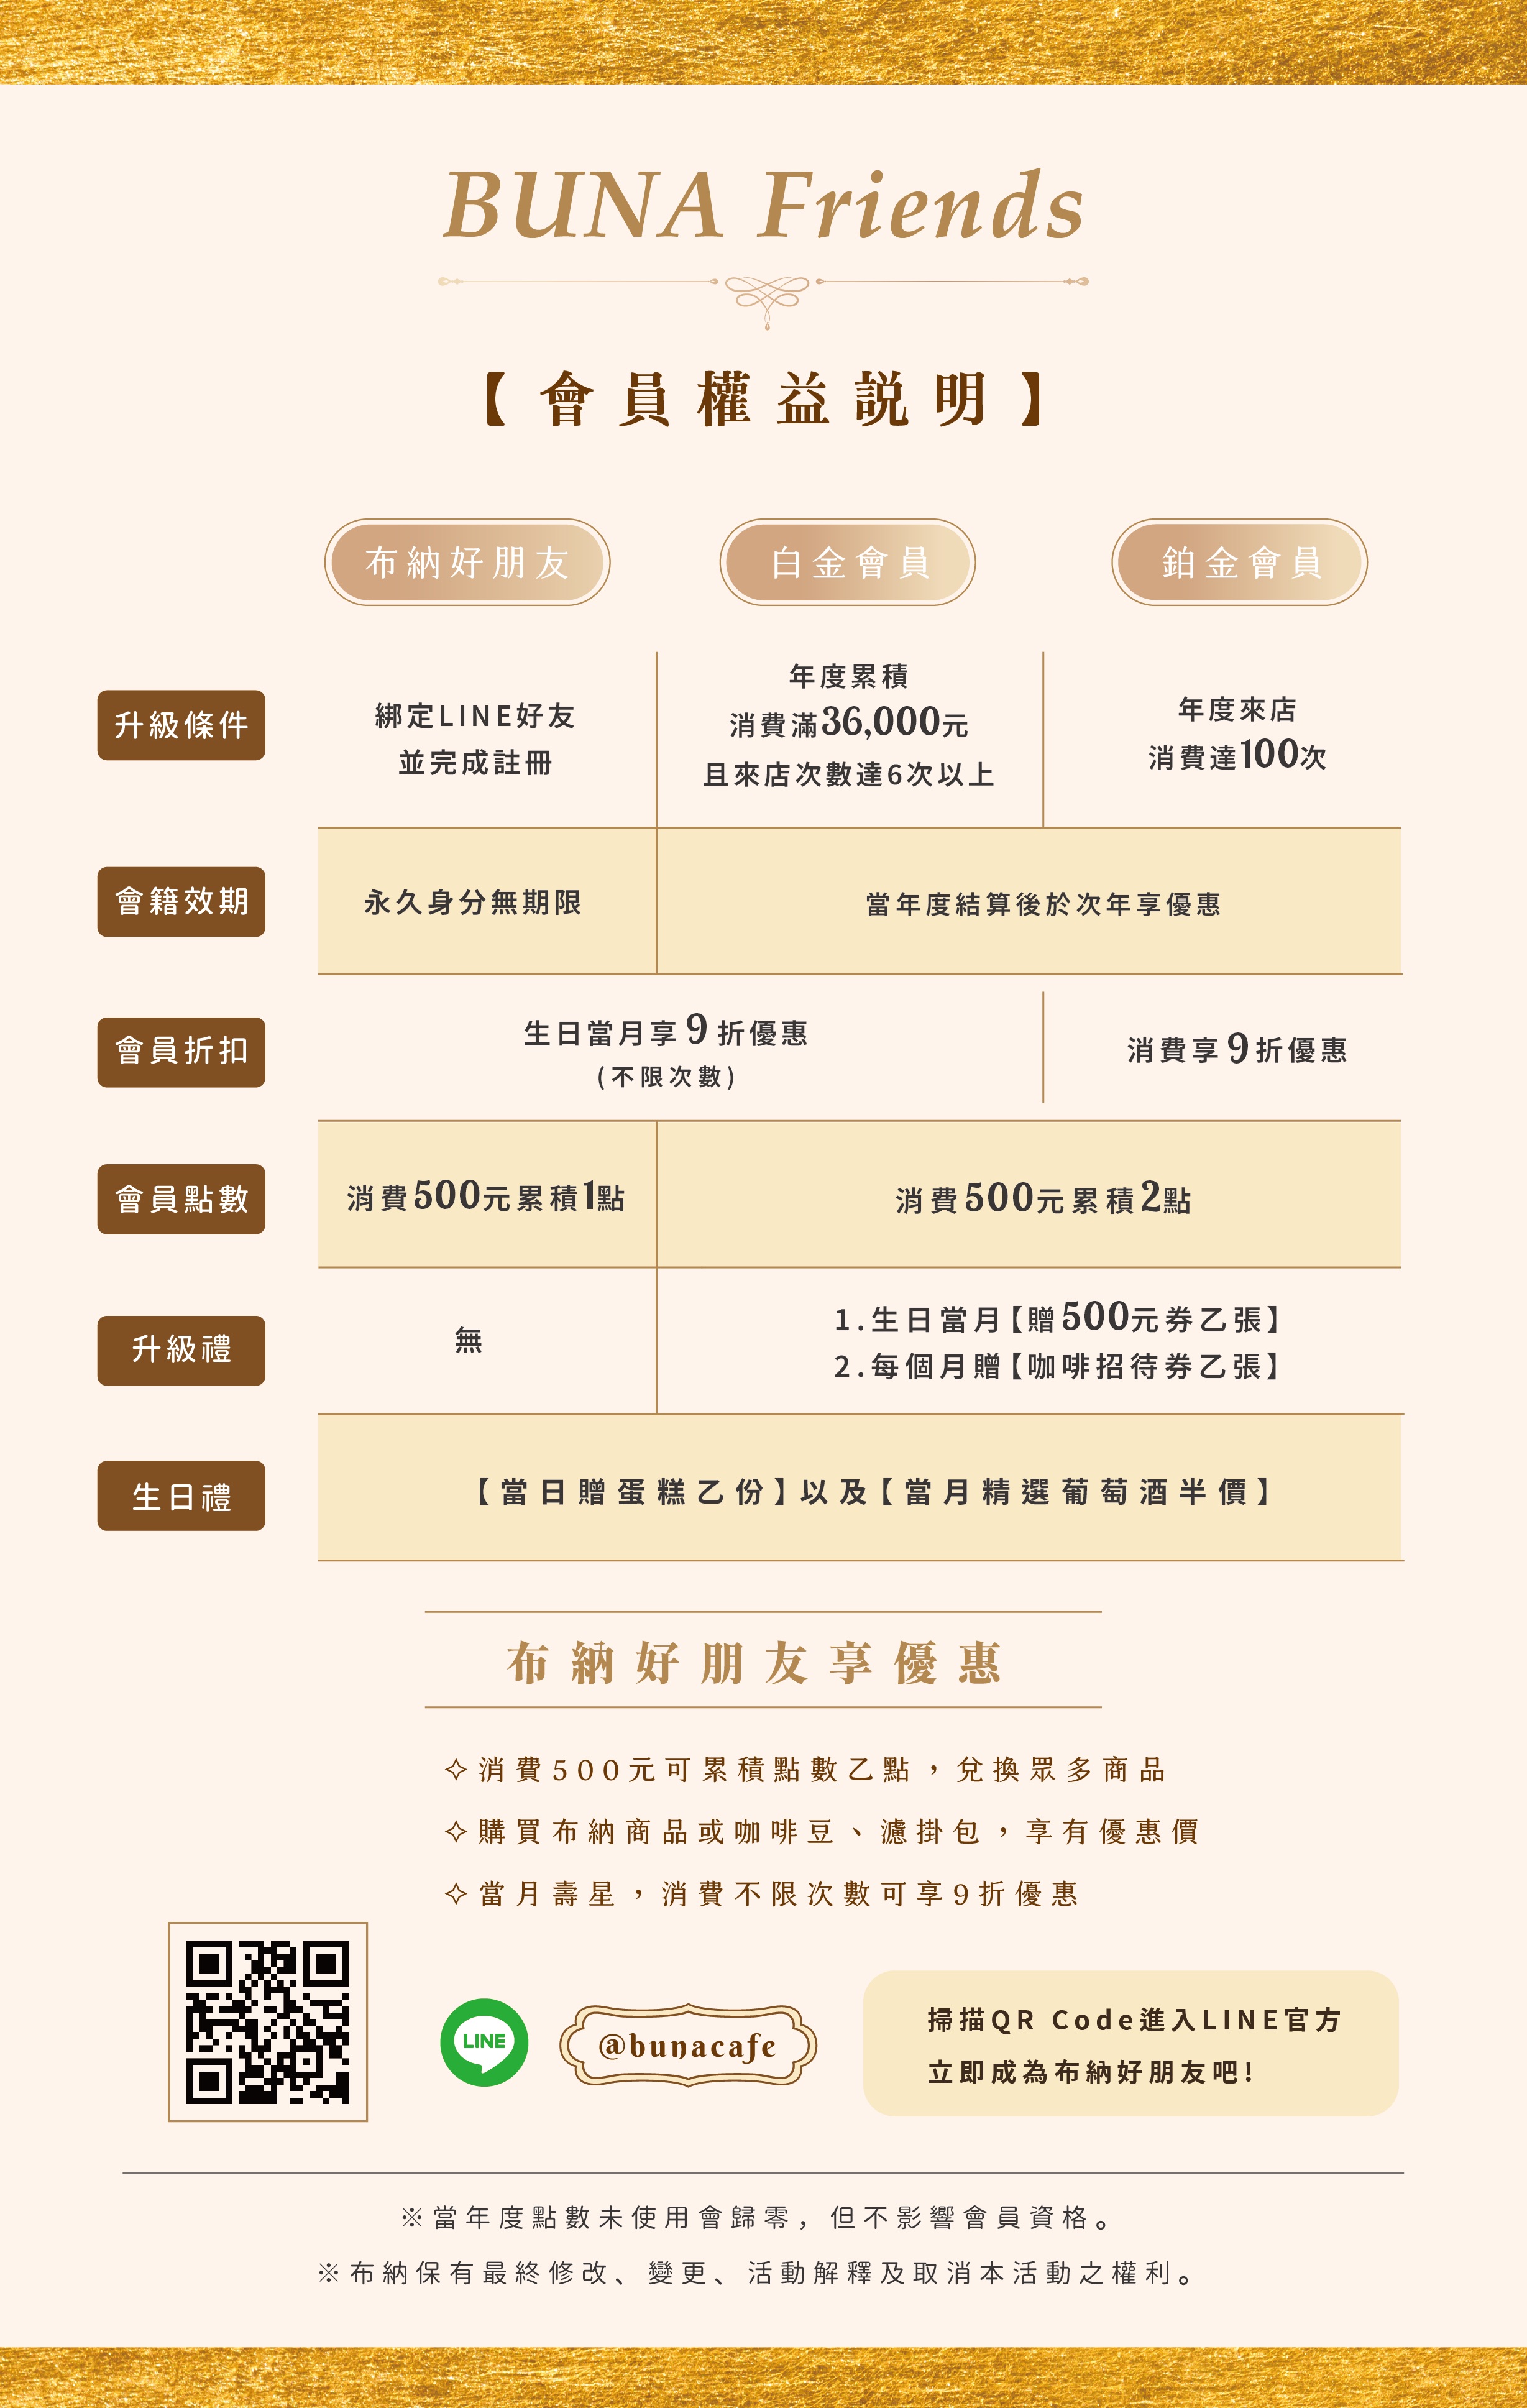 BUNA Friends
【會員權益説明】
布納好朋友
白金會員
鉑金會員
升級條件
綁定LINE好友
並完成註冊
年度累積
消費滿36,000元
且來店次數達6次以上
年度來店
消費達100次
會籍效期
永久身分無期限
當年度結算後於次年享優惠
會員折扣
生日當月享9折優惠
(不限次數)
消費享9折優惠
會員點數
消費500元累積1點
消費500元累積2點
升級禮
無
1.生日當月【贈500元券乙張】
2.每個月贈【咖啡招待券乙張】
生日禮
【當日贈蛋糕乙份】以及【當月精選葡萄酒半價】
布納好朋友享優惠
✧消費500元可累積點數乙點，兌換眾多商品
✧購買布納商品或咖啡豆、濾掛包，享有優惠價
✧當月壽星，消費不限次數可享9折優惠
LINE
@bunacafe
掃描QR Code進入LINE官方
立即成為布納好朋友吧!
※當年度點數未使用會歸零，但不影響會員資格。
※布納保有最終修改、變更、活動解釋及取消本活動之權利。